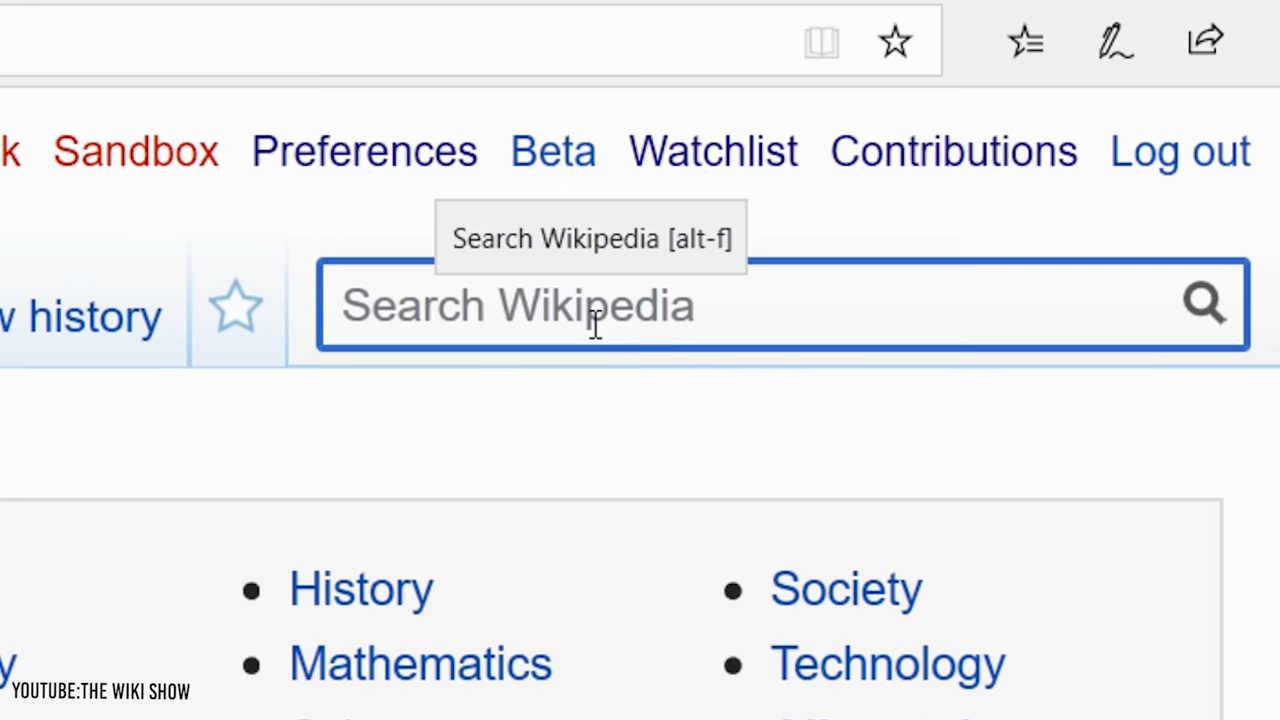 k Sandbox Preferences Beta Watchlist Contributions Log out
Search Wikipedia [alt-f]
w history
Search Wikipedia
History
Society
Mathematics
Technology
y
YOUTUBE:THE WIKI SHOW